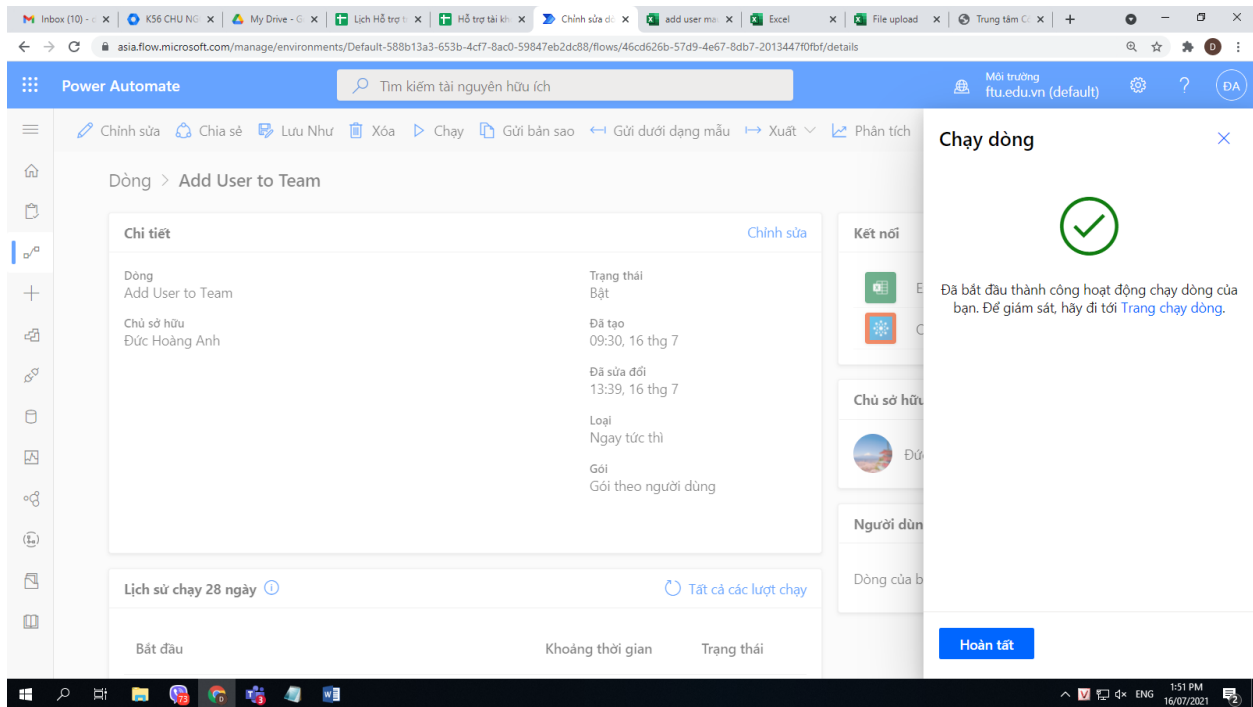 Inbox (10) - c
K56 CHU NG
My Drive - G
Lịch Hỗ trợ t
Hỗ trợ tài kh
Chỉnh sửa dò
add user ma
Excel
File upload
Trung tâm C
asia.flow.microsoft.com/manage/environments/Default-588b13a3-653b-4cf7-8ac0-59847eb2dc88/flows/46cd626b-57d9-4e67-8db7-2013447f0fbf/details
D
Power Automate
Tìm kiếm tài nguyên hữu ích
Môi trường
ftu.edu.vn (default)
?
ĐA
Chỉnh sửa
Chia sẻ
Lưu Như
Xóa
Chạy
Gửi bản sao
Gửi dưới dạng mẫu
Xuất
Phân tích
Dòng > Add User to Team
Chi tiết
Chỉnh sửa
Dòng
Add User to Team
Chủ sở hữu
Đức Hoàng Anh
Trạng thái
Bật
Đã tạo
09:30, 16 thg 7
Đã sửa đổi
13:39, 16 thg 7
Loại
Ngay tức thì
Gói
Gói theo người dùng
Lịch sử chạy 28 ngày
Tất cả các lượt chạy
Bắt đầu
Khoảng thời gian
Trạng thái
Kết nối
E
C
Chủ sở hữu
Đứ
Người dùn
Dòng của b
Chạy dòng
Đã bắt đầu thành công hoạt động chạy dòng của
bạn. Để giám sát, hãy đi tới Trang chạy dòng.
Hoàn tất
73
3
ENG
1:51 PM
16/07/2021
2